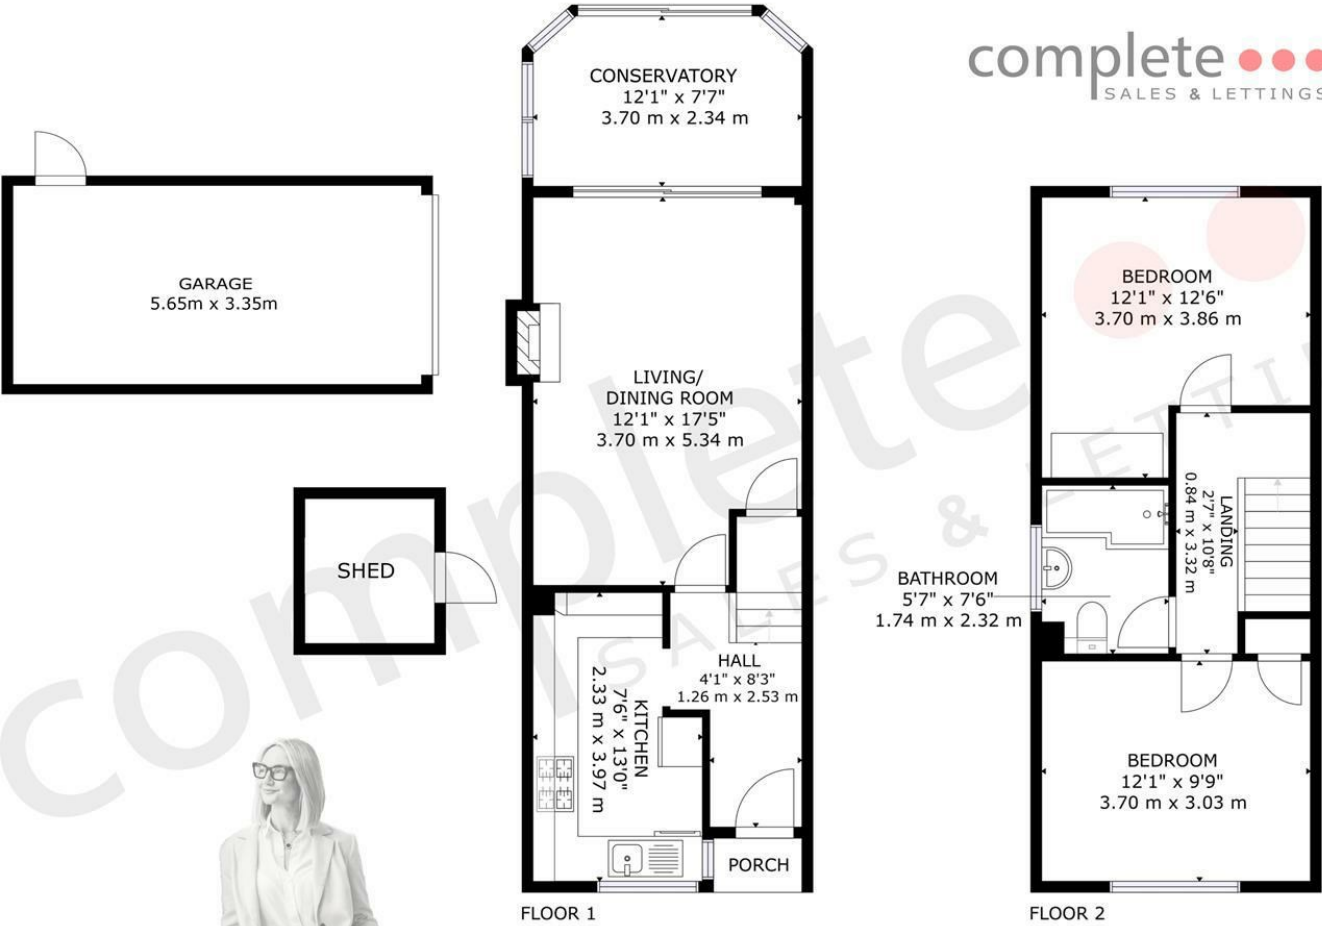 complete
SALES & LETTINGS
CONSERVATORY
12'1" x 7'7"
3.70 m x 2.34 m
GARAGE
5.65m x 3.35m
LIVING/
DINING ROOM
12'1" x 17'5"
3.70 m x 5.34 m
SHED
KITCHEN
7'6" x 13'0"
2.33 m x 3.97 m
HALL
4'1" x 8'3"
1.26 m x 2.53 m
PORCH
FLOOR 1
BEDROOM
12'1" x 12'6"
3.70 m x 3.86 m
LANDING
2'7" x 10'8"
0.84 m x 3.32 m
BATHROOM
5'7" x 7'6"
1.74 m x 2.32 m
BEDROOM
12'1" x 9'9"
3.70 m x 3.03 m
FLOOR 2
complete
SALES & LETTI